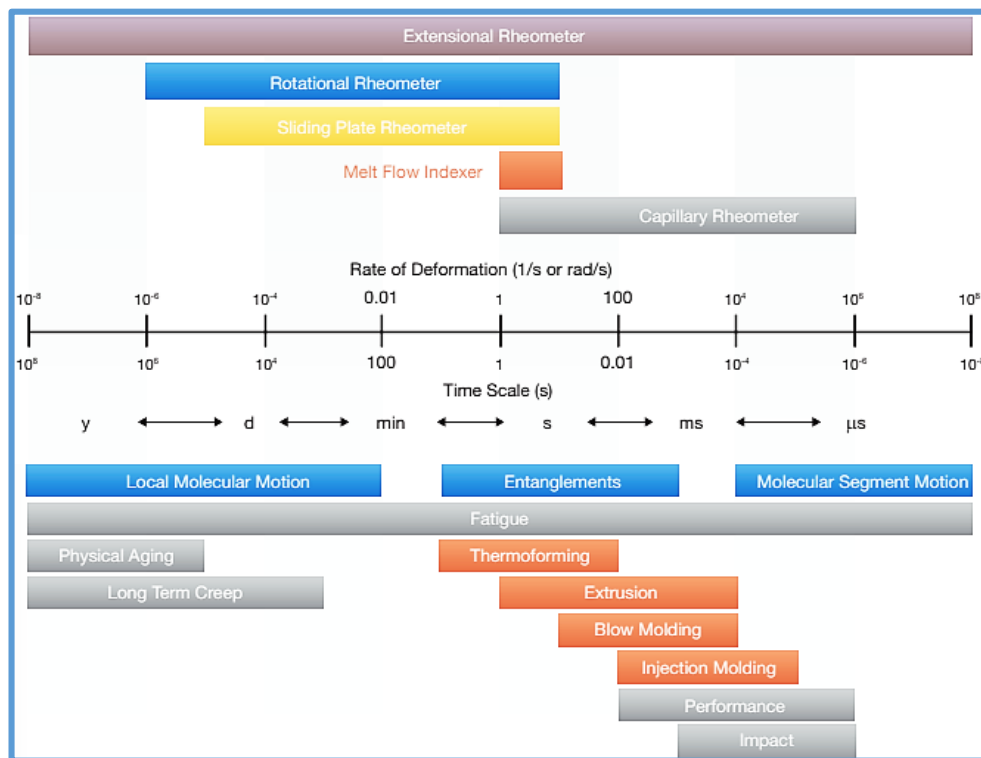 Extensional Rheometer
Rotational Rheometer
Sliding Plate Rheometer
Melt Flow Indexer
Capillary Rheometer
Rate of Deformation (1/s or rad/s)
10⁻⁸ 10⁻⁶ 10⁻⁴ 0.01 1 100 10⁴ 10⁶ 10⁸
10⁸ 10⁶ 10⁴ 100 1 0.01 10⁻⁴ 10⁻⁶
Time Scale (s)
y d min s ms µs
Local Molecular Motion Entanglements Molecular Segment Motion
Fatigue
Physical Aging Thermoforming
Long Term Creep Extrusion
Blow Molding
Injection Molding
Performance
Impact